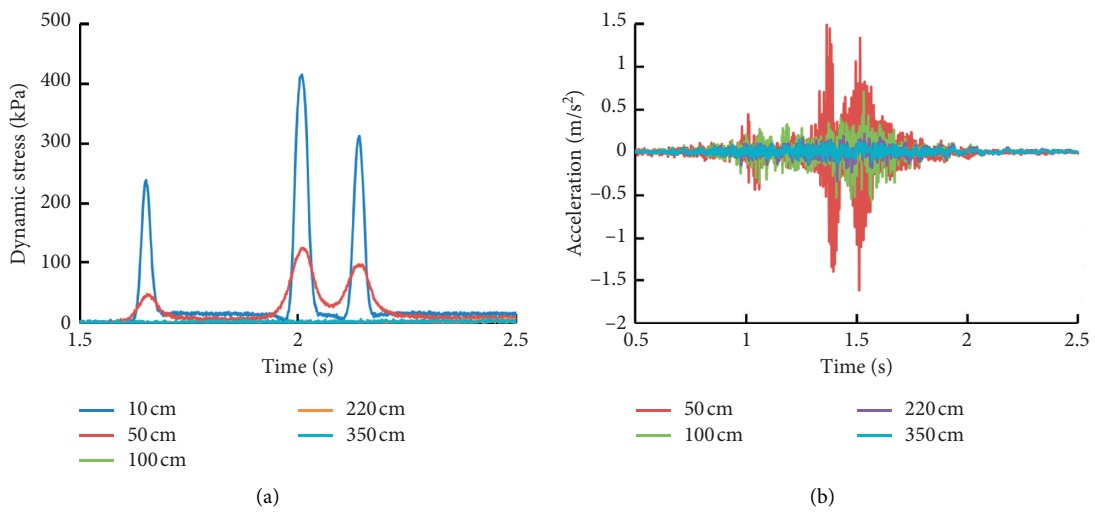 500
400
300
200
100
0
Dynamic stress (kPa)
1.5
2
2.5
Time (s)
10 cm
50 cm
100 cm
220 cm
350 cm
(a)
1.5
1
0.5
0
−0.5
−1
−1.5
−2
Acceleration (m/s²)
0.5
1
1.5
2
2.5
Time (s)
50 cm
100 cm
220 cm
350 cm
(b)